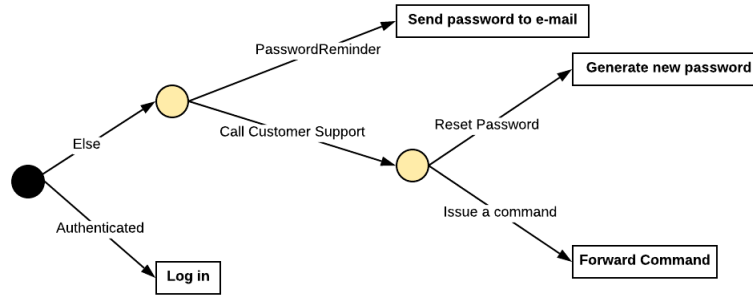 Send password to e-mail
PasswordReminder
Generate new password
Call Customer Support
Reset Password
Else
Issue a command
Authenticated
Forward Command
Log in